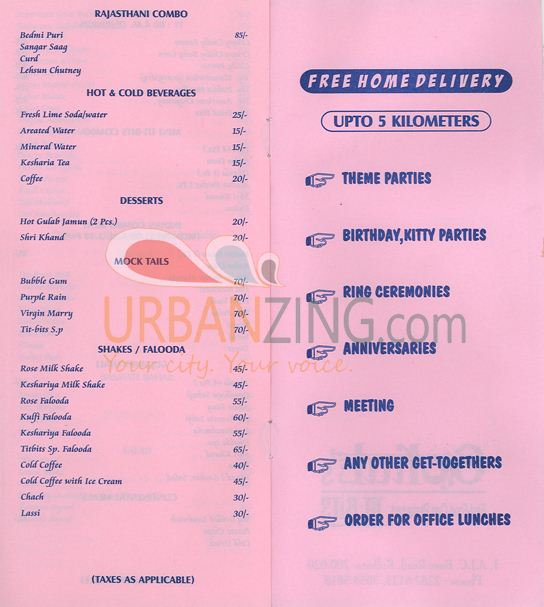 RAJASTHANI COMBO
Bedmi Puri 85/-
Sangar Saag
Curd
Lehsun Chutney
HOT & COLD BEVERAGES
Fresh Lime Soda/water 25/-
Areated Water 15/-
Mineral Water 15/-
Kesharia Tea 15/-
Coffee 20/-
DESSERTS
Hot Gulab Jamun (2 Pcs.) 20/-
Shri Khand 20/-
MOCK TAILS
Bubble Gum 70/-
Purple Rain 70/-
Virgin Marry 70/-
Tit-bits S.p 70/-
SHAKES / FALOODA
Rose Milk Shake 45/-
Keshariya Milk Shake 45/-
Rose Falooda 55/-
Kulfi Falooda 60/-
Keshariya Falooda 55/-
Titbits Sp. Falooda 65/-
Cold Coffee 40/-
Cold Coffee with Ice Cream 45/-
Chach 30/-
Lassi 30/-
(TAXES AS APPLICABLE)
FREE HOME DELIVERY
UPTO 5 KILOMETERS
THEME PARTIES
BIRTHDAY,KITTY PARTIES
RING CEREMONIES
ANNIVERSARIES
MEETING
ANY OTHER GET-TOGETHERS
ORDER FOR OFFICE LUNCHES
URBANZING.com
Your city. Your voice.